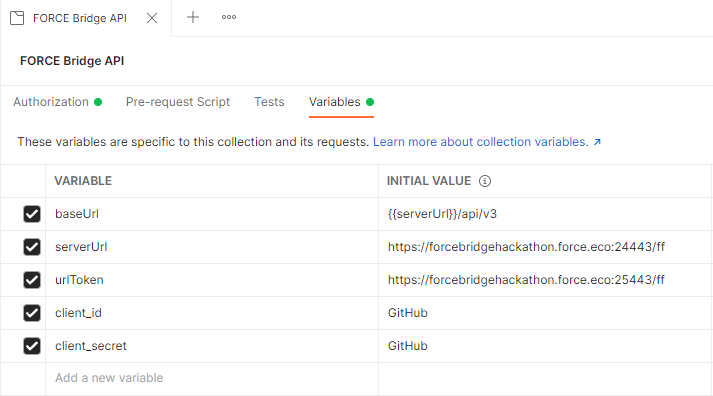 FORCE Bridge API
FORCE Bridge API
Authorization Pre-request Script Tests Variables
These variables are specific to this collection and its requests. Learn more about collection variables. ↗
VARIABLE INITIAL VALUE
baseUrl {{serverUrl}}/api/v3
serverUrl https://forcebridgehackathon.force.eco:24443/ff
urlToken https://forcebridgehackathon.force.eco:25443/ff
client_id GitHub
client_secret GitHub
Add a new variable